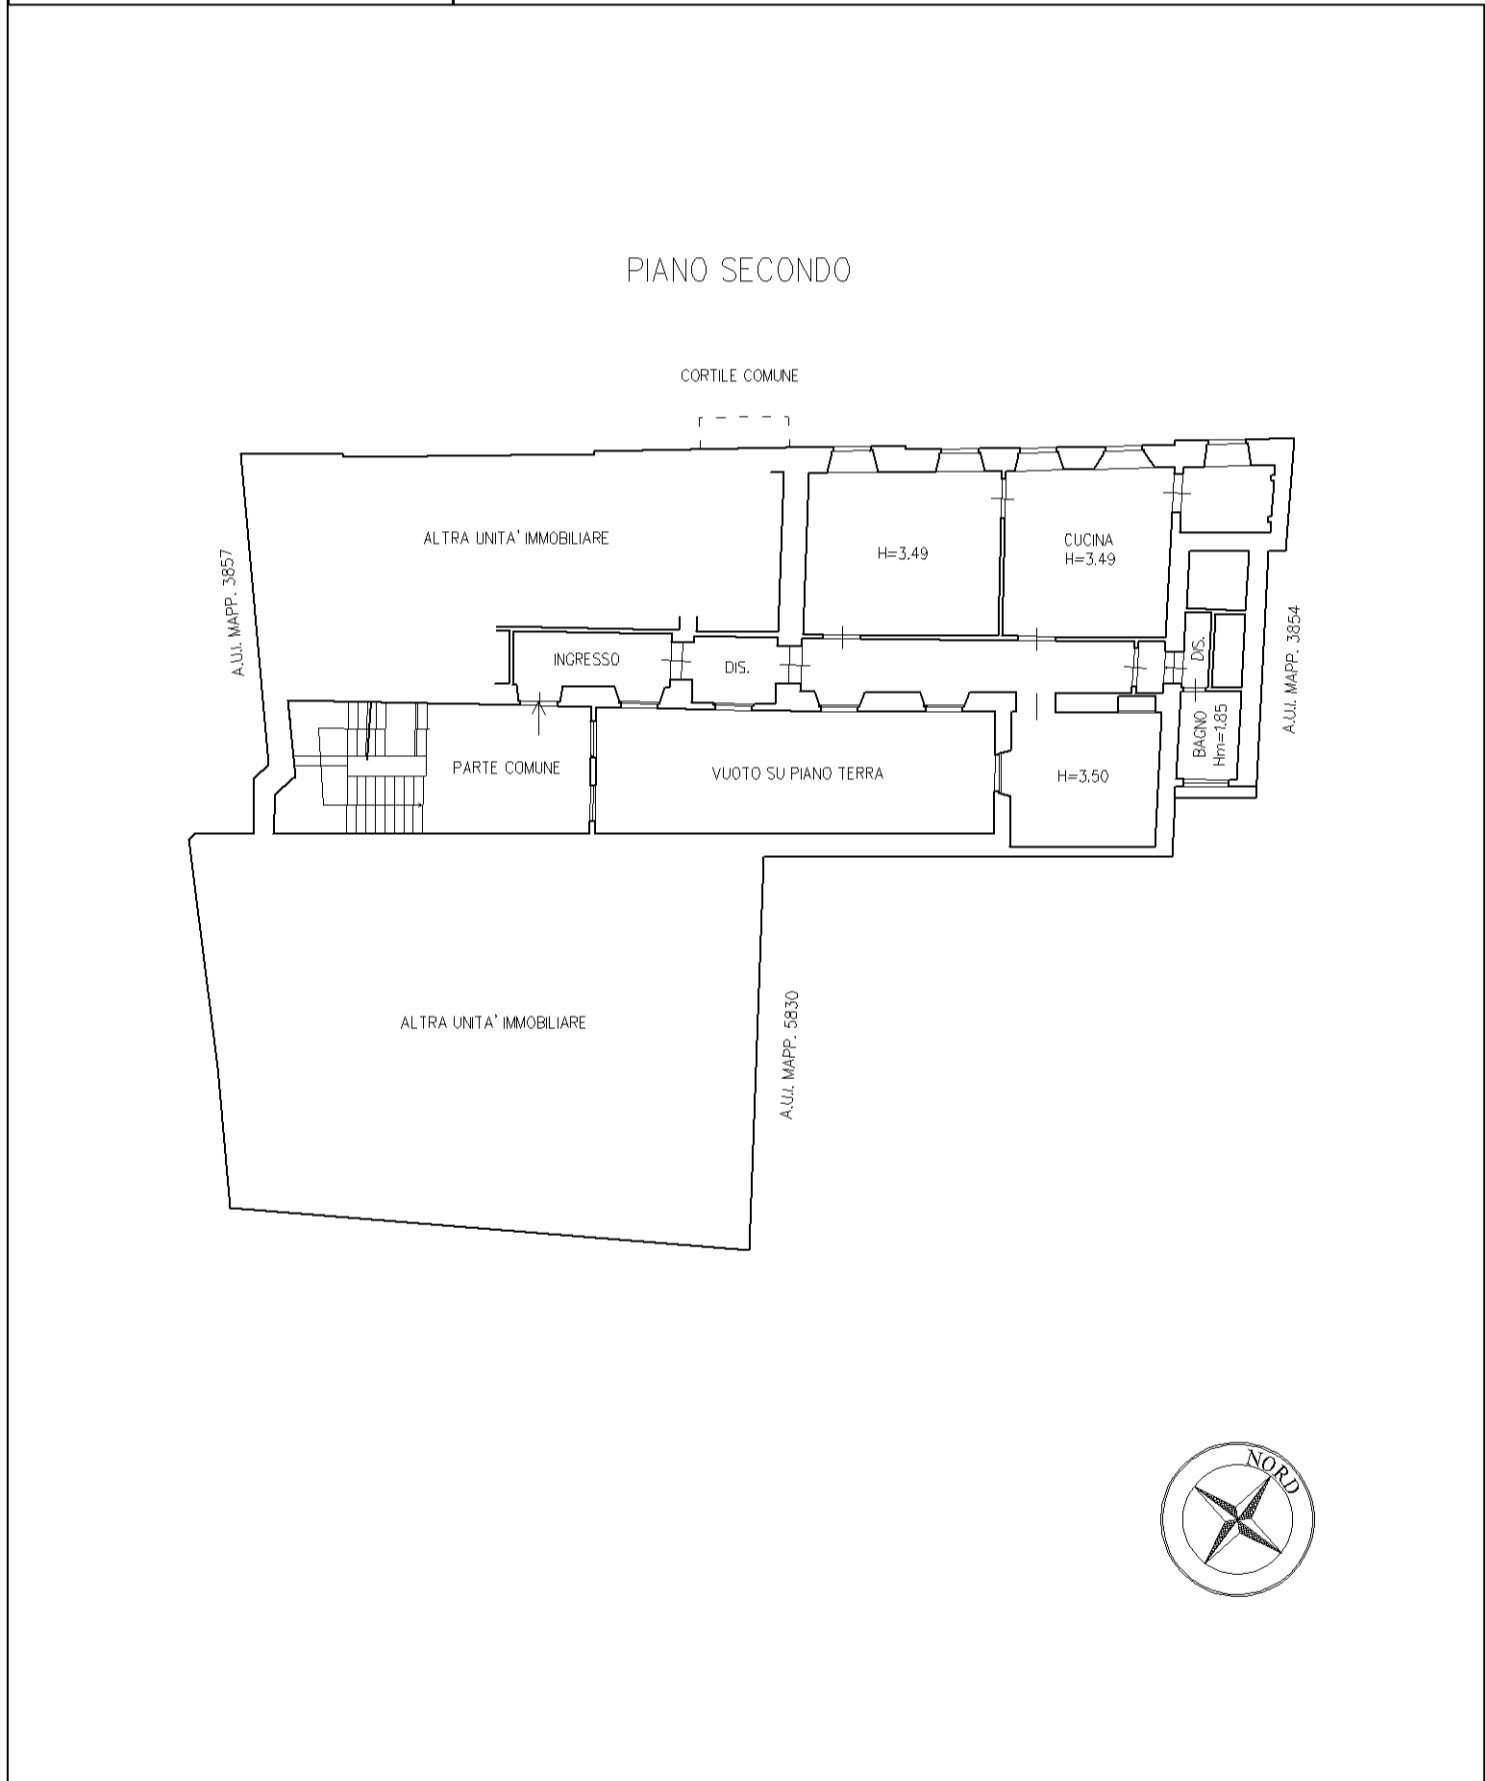 PIANO SECONDO
CORTILE COMUNE
ALTRA UNITA' IMMOBILIARE
H=3.49
CUCINA
H=3.49
A.U.I. MAPP. 3857
A.U.I. MAPP. 3854
INGRESSO
DIS.
DIS.
PARTE COMUNE
VUOTO SU PIANO TERRA
H=3.50
BAGNO
Hm=1.85
ALTRA UNITA' IMMOBILIARE
A.U.I. MAPP. 5830
NORD